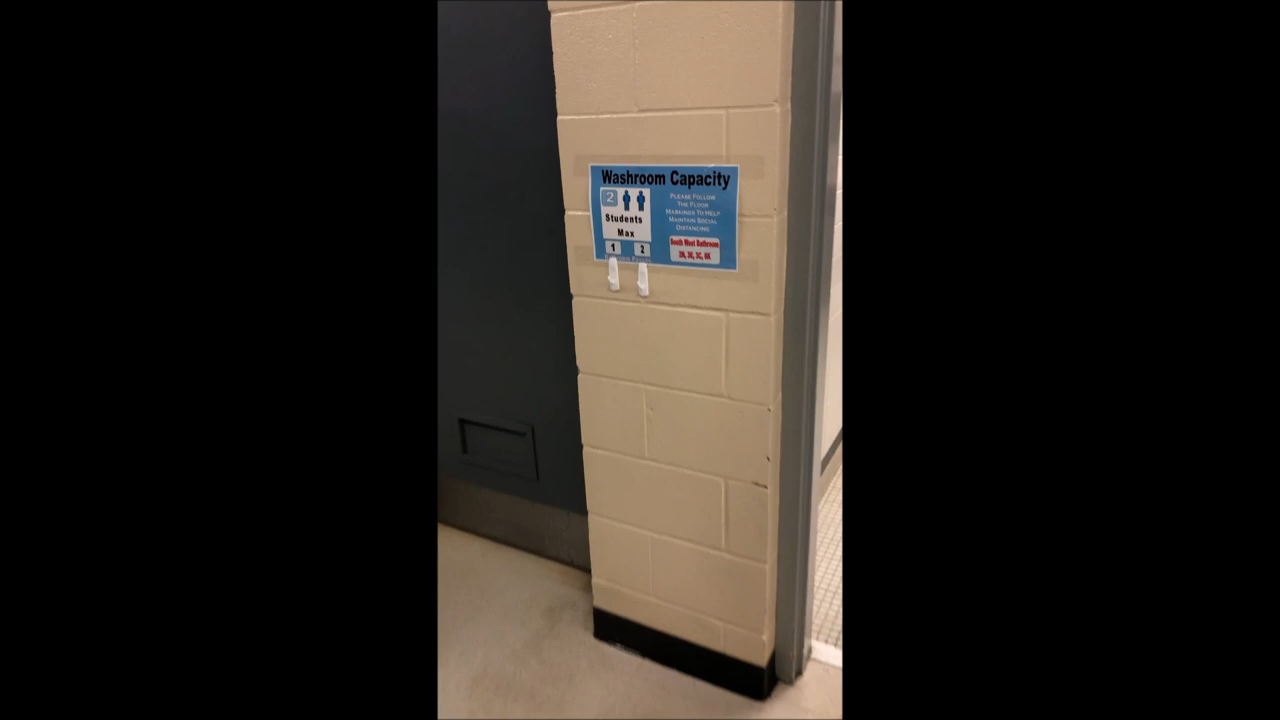 Washroom Capacity
2
Students
Max
1 2
PLEASE FOLLOW
THE FLOOR
MARKINGS TO HELP
MAINTAIN SOCIAL
DISTANCING
South West Bathroom